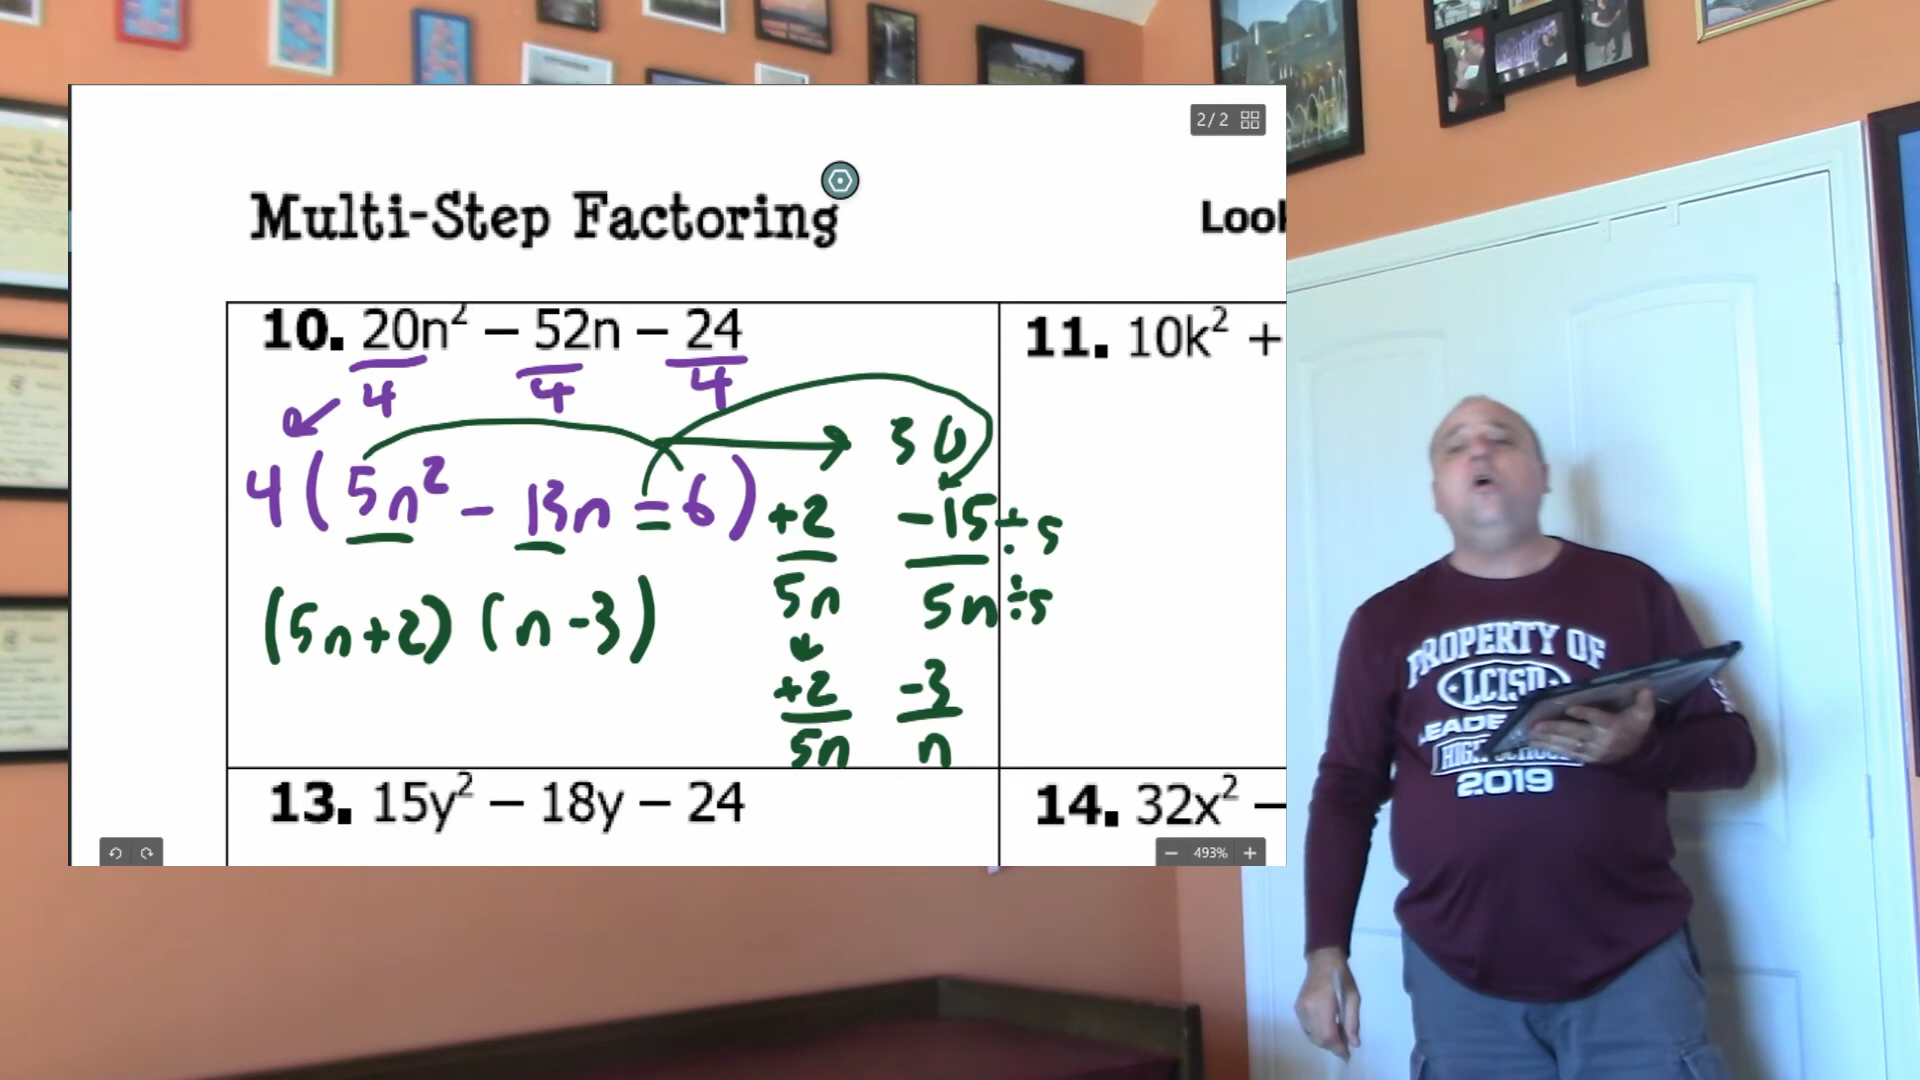 2/2
Multi-Step Factoring
Look
10. 20n² – 52n – 24
4 4 4
11. 10k² +
4(5n² - 13n - 6)
30
+2 -15 ÷5
5n 5n ÷5
(5n+2) (n-3)
+2 -3
5n n
13. 15y² – 18y – 24
14. 32x² –
493%
PROPERTY OF
LCISD
LEADE
HIGH SCHOOL
2019